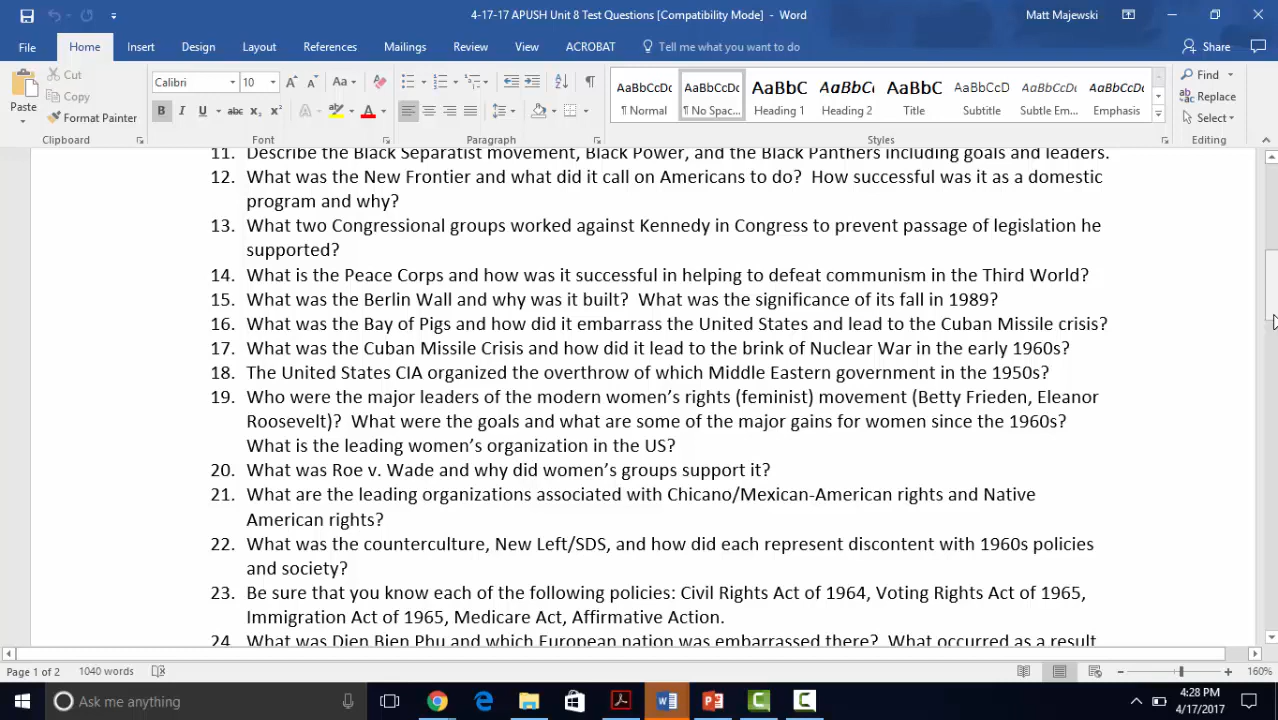 4-17-17 APUSH Unit 8 Test Questions [Compatibility Mode] - Word
Matt Majewski
File Home Insert Design Layout References Mailings Review View ACROBAT Tell me what you want to do
Share
Paste
Cut
Copy
Format Painter
Clipboard
Calibri 10
Font
Paragraph
AaBbCcDc AaBbCcDc AaBbC AaBbCc AaBbC AaBbCcD AaBbCcDc AaBbCcDc
¶ Normal ¶ No Spac... Heading 1 Heading 2 Title Subtitle Subtle Em... Emphasis
Styles
Find
Replace
Select
Editing
11. Describe the Black Separatist movement, Black Power, and the Black Panthers including goals and leaders.
12. What was the New Frontier and what did it call on Americans to do? How successful was it as a domestic
program and why?
13. What two Congressional groups worked against Kennedy in Congress to prevent passage of legislation he
supported?
14. What is the Peace Corps and how was it successful in helping to defeat communism in the Third World?
15. What was the Berlin Wall and why was it built? What was the significance of its fall in 1989?
16. What was the Bay of Pigs and how did it embarrass the United States and lead to the Cuban Missile crisis?
17. What was the Cuban Missile Crisis and how did it lead to the brink of Nuclear War in the early 1960s?
18. The United States CIA organized the overthrow of which Middle Eastern government in the 1950s?
19. Who were the major leaders of the modern women's rights (feminist) movement (Betty Frieden, Eleanor
Roosevelt)? What were the goals and what are some of the major gains for women since the 1960s?
What is the leading women's organization in the US?
20. What was Roe v. Wade and why did women's groups support it?
21. What are the leading organizations associated with Chicano/Mexican-American rights and Native
American rights?
22. What was the counterculture, New Left/SDS, and how did each represent discontent with 1960s policies
and society?
23. Be sure that you know each of the following policies: Civil Rights Act of 1964, Voting Rights Act of 1965,
Immigration Act of 1965, Medicare Act, Affirmative Action.
24. What was Dien Bien Phu and which European nation was embarrassed there? What occurred as a result
Page 1 of 2 1040 words
160%
Ask me anything
4:28 PM
4/17/2017